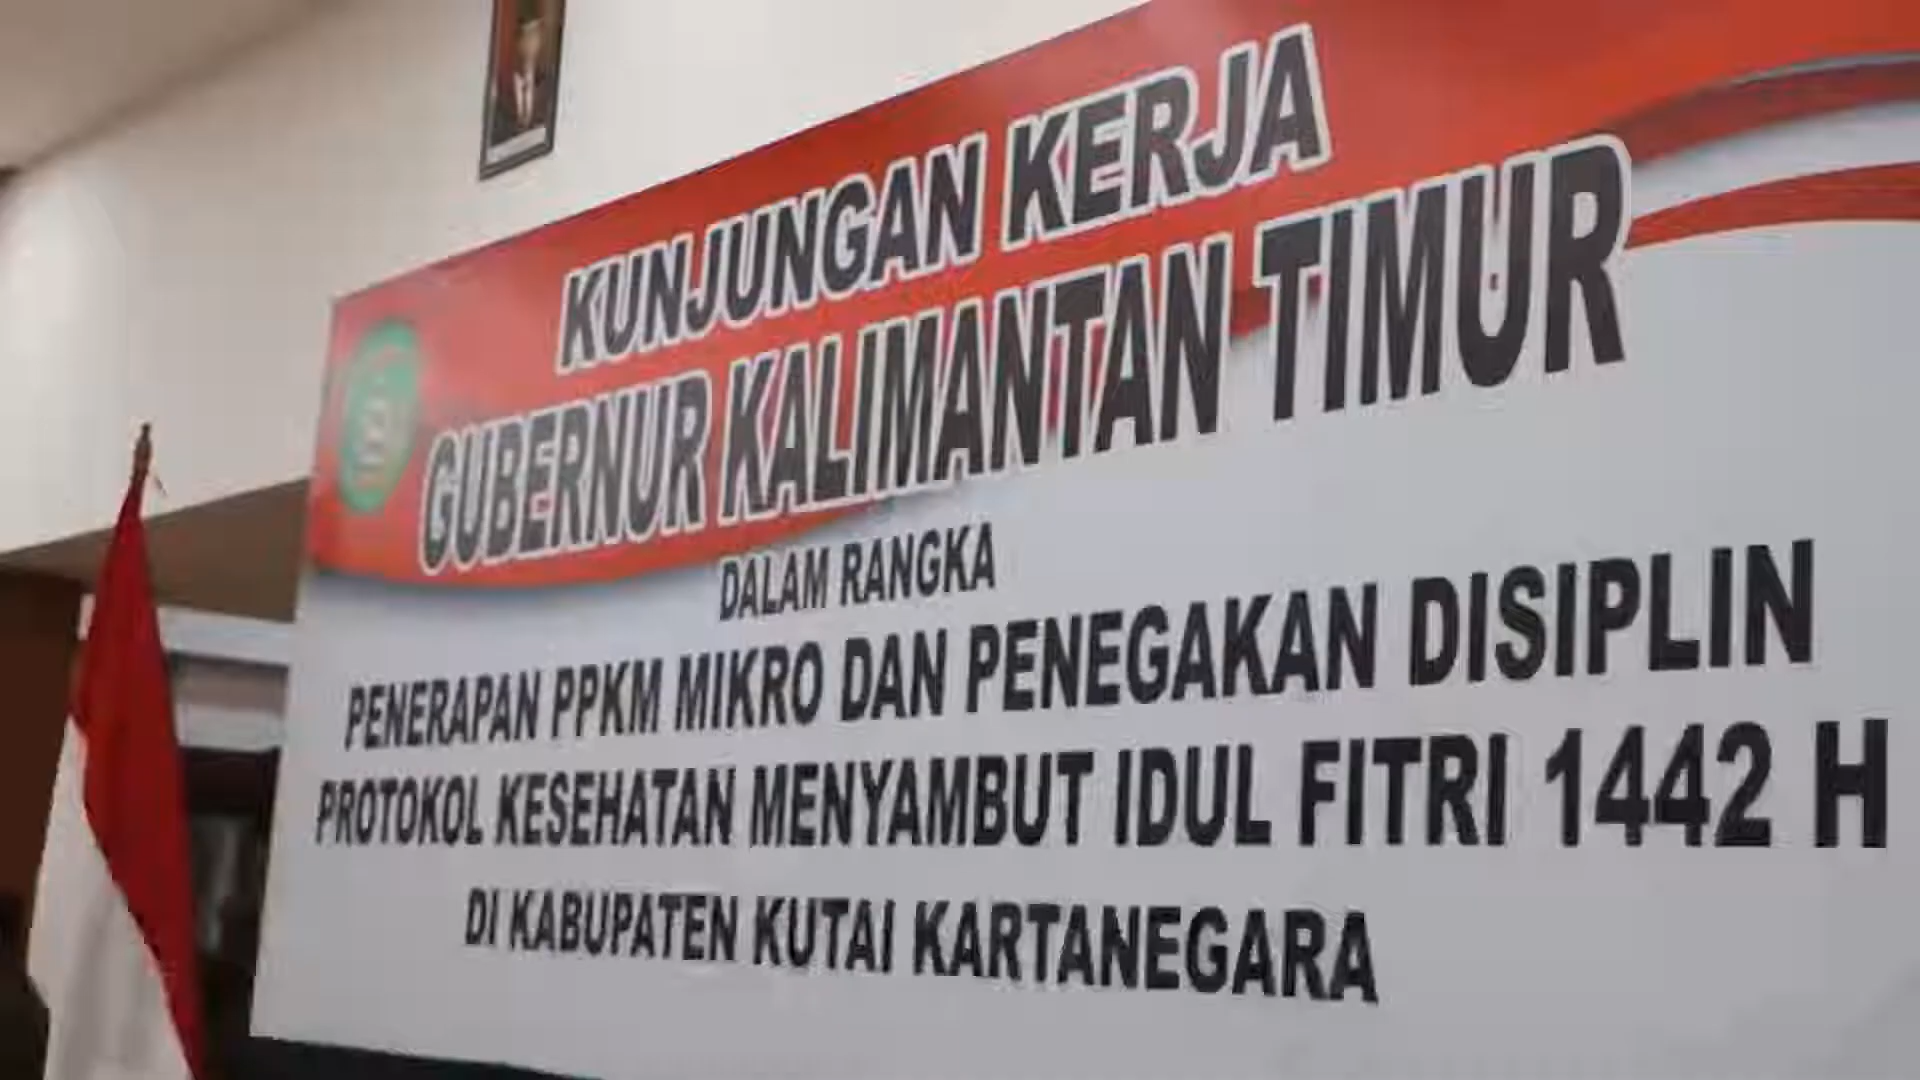 KUNJUNGAN KERJA
GUBERNUR KALIMANTAN TIMUR
DALAM RANGKA
PENERAPAN PPKM MIKRO DAN PENEGAKAN DISIPLIN
PROTOKOL KESEHATAN MENYAMBUT IDUL FITRI 1442 H
DI KABUPATEN KUTAI KARTANEGARA